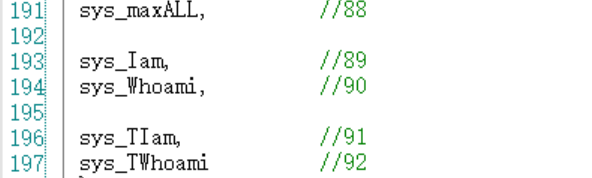 191 sys_maxALL, //88
192
193 sys_Iam, //89
194 sys_Whoami, //90
195
196 sys_TIam, //91
197 sys_TWhoami //92